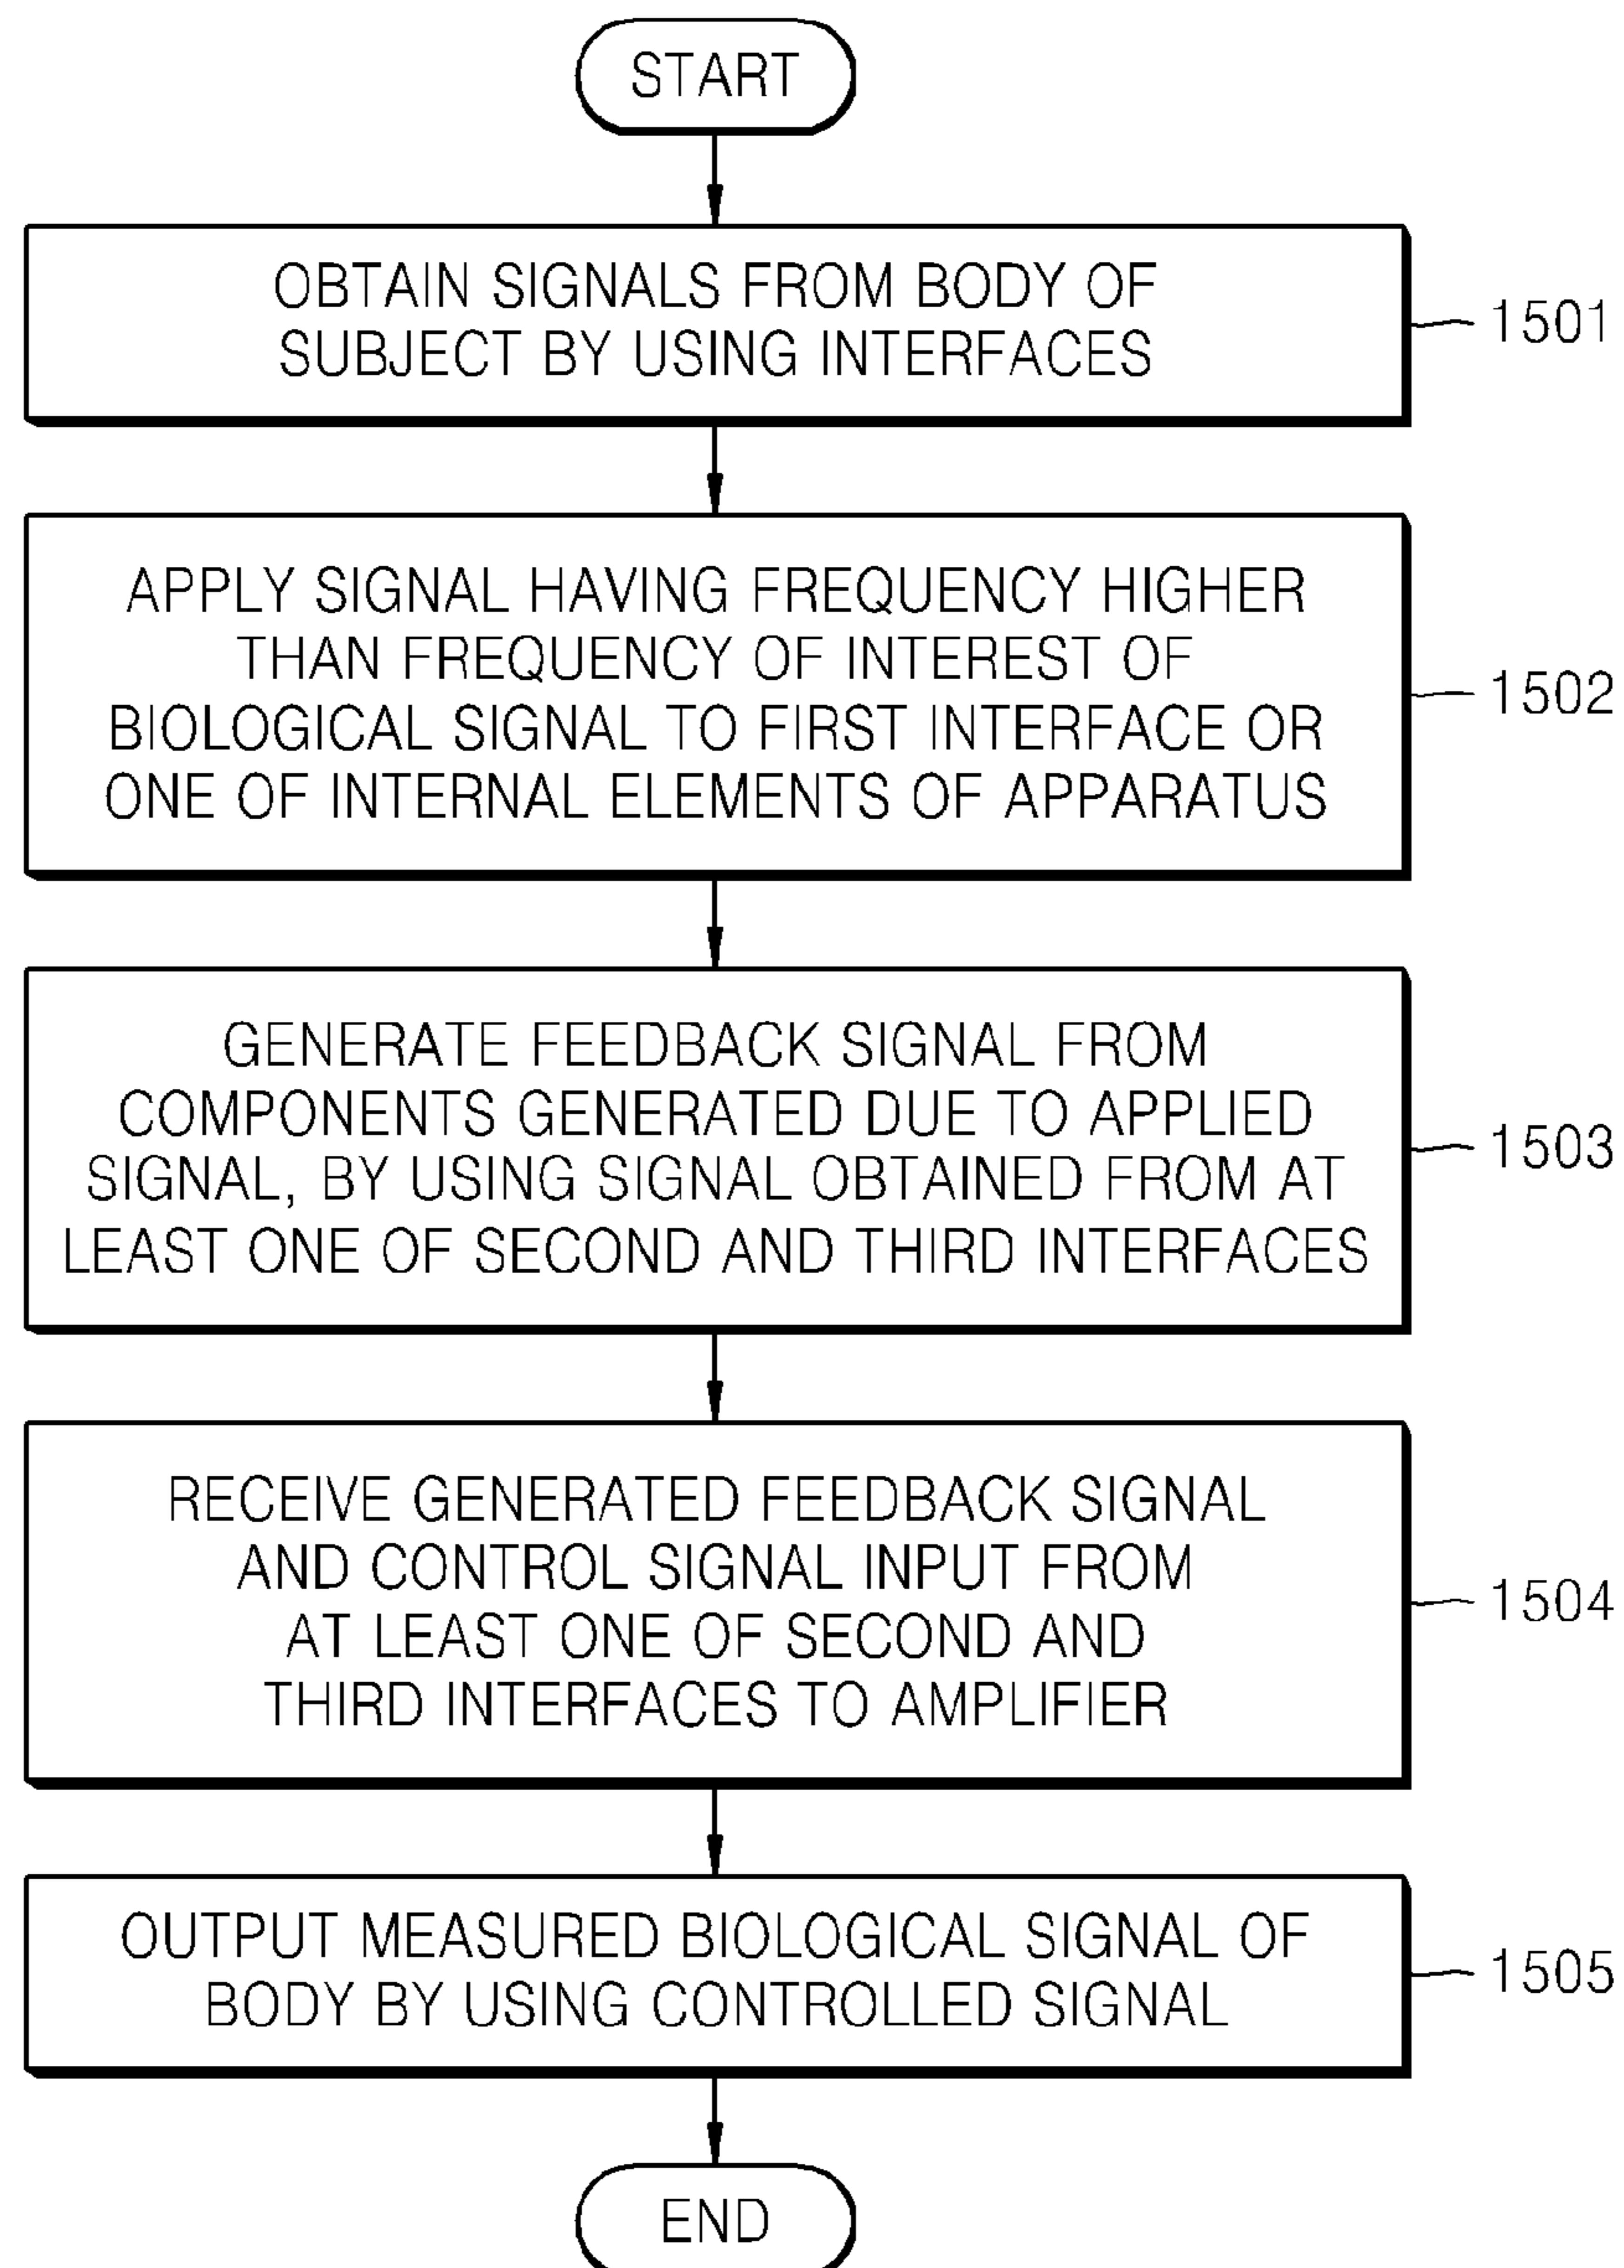 START
OBTAIN SIGNALS FROM BODY OF
SUBJECT BY USING INTERFACES
1501
APPLY SIGNAL HAVING FREQUENCY HIGHER
THAN FREQUENCY OF INTEREST OF
BIOLOGICAL SIGNAL TO FIRST INTERFACE OR
ONE OF INTERNAL ELEMENTS OF APPARATUS
1502
GENERATE FEEDBACK SIGNAL FROM
COMPONENTS GENERATED DUE TO APPLIED
SIGNAL, BY USING SIGNAL OBTAINED FROM AT
LEAST ONE OF SECOND AND THIRD INTERFACES
1503
RECEIVE GENERATED FEEDBACK SIGNAL
AND CONTROL SIGNAL INPUT FROM
AT LEAST ONE OF SECOND AND
THIRD INTERFACES TO AMPLIFIER
1504
OUTPUT MEASURED BIOLOGICAL SIGNAL OF
BODY BY USING CONTROLLED SIGNAL
1505
END